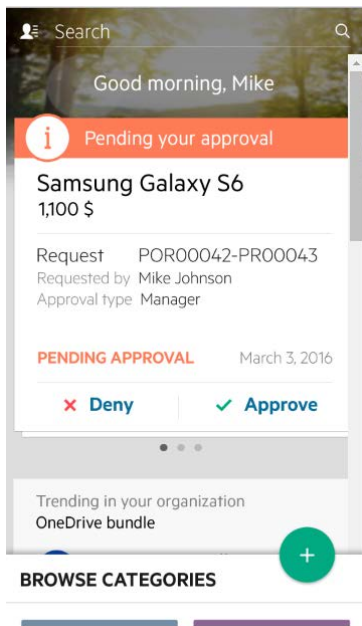 Search
Good morning, Mike
Pending your approval
Samsung Galaxy S6
1,100 $
Request POR00042-PR00043
Requested by Mike Johnson
Approval type Manager
PENDING APPROVAL March 3, 2016
Deny Approve
Trending in your organization
OneDrive bundle
BROWSE CATEGORIES